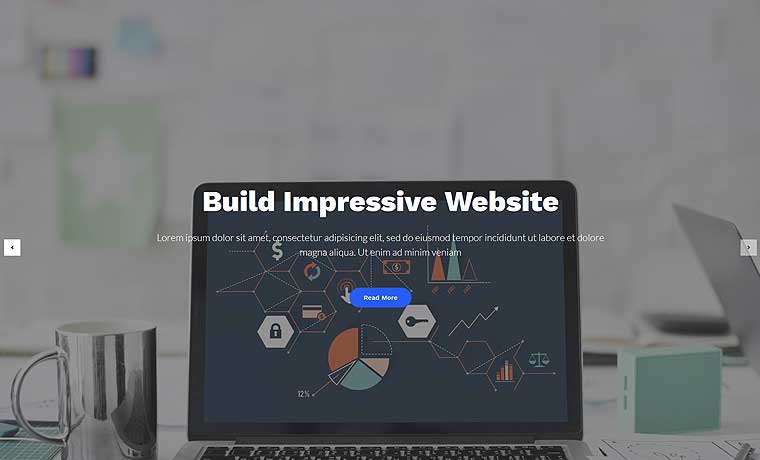 Build Impressive Website
Lorem ipsum dolor sit amet, consectetur adipisicing elit, sed do eiusmod tempor incididunt ut labore et dolore
magna aliqua. Ut enim ad minim veniam
Read More
12%